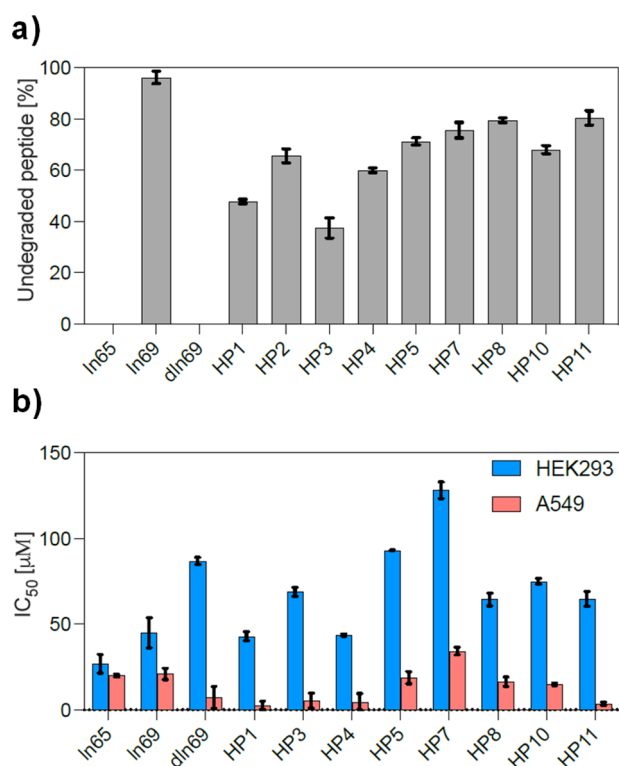 a)
Undegraded peptide [%]
100
80
60
40
20
0
In65
In69
dIn69
HP1
HP2
HP3
HP4
HP5
HP7
HP8
HP10
HP11
b)
IC50 [μM]
150
100
50
0
HEK293
A549
In65
In69
dIn69
HP1
HP3
HP4
HP5
HP7
HP8
HP10
HP11